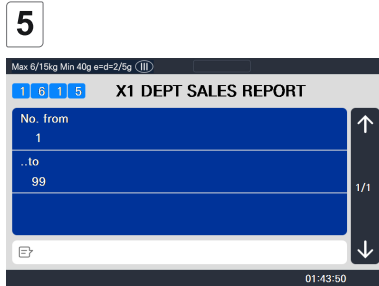 5
Max 6/15kg Min 40g e=d=2/5g III
1 6 1 5 X1 DEPT SALES REPORT
No. from
1
..to
99
1/1
01:43:50